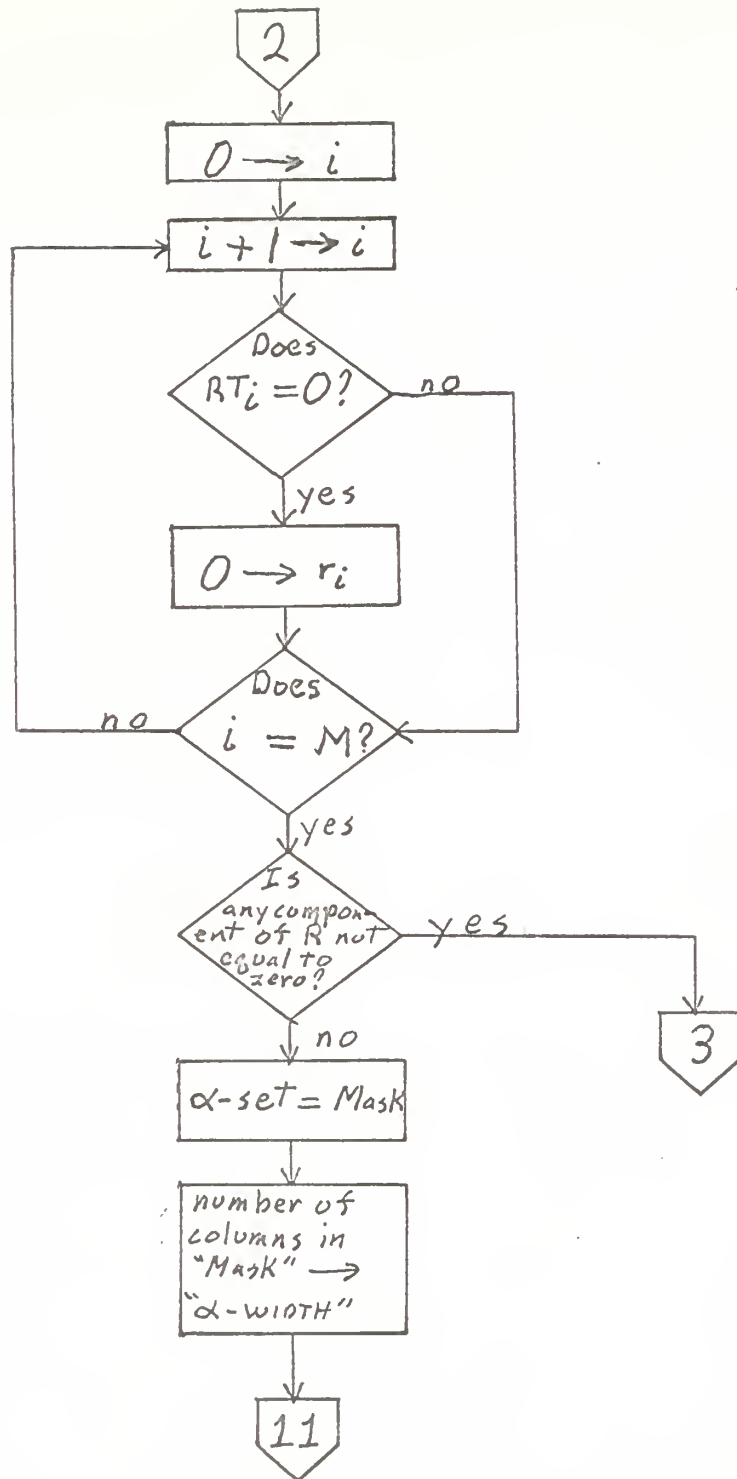 2
0 → i
i + 1 → i
Does
RTi = 0?
no
yes
0 → ri
Does
i = M?
no
yes
Is
any compon-
ent of R not
equal to
zero?
yes
3
no
α-set = Mask
number of
columns in
"Mask" →
"α-WIDTH"
11